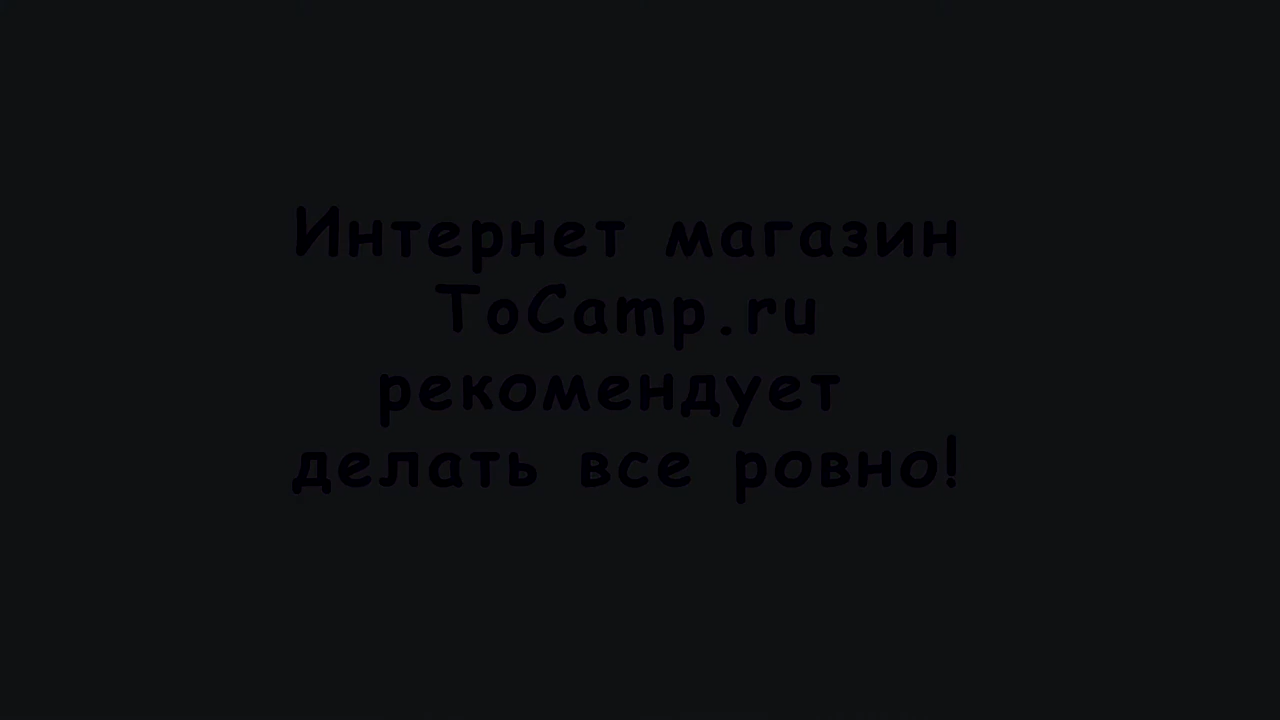 Интернет магазин
ToCamp.ru
рекомендует
делать все ровно!